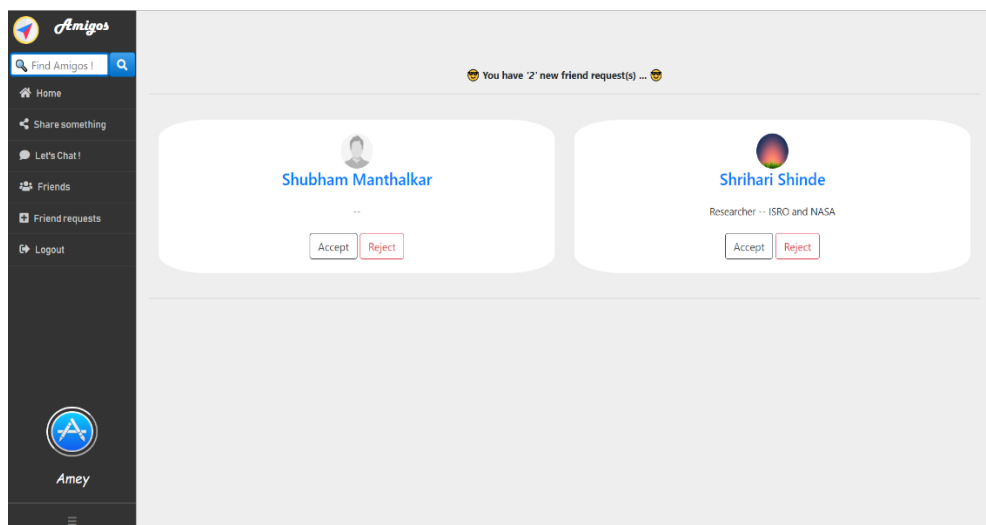 Amigos
Find Amigos !
Home
Share something
Let's Chat !
Friends
Friend requests
Logout
Amey
😎 You have '2' new friend request(s) ... 😎
Shubham Manthalkar
--
Accept Reject
Shrihari Shinde
Researcher -- ISRO and NASA
Accept Reject